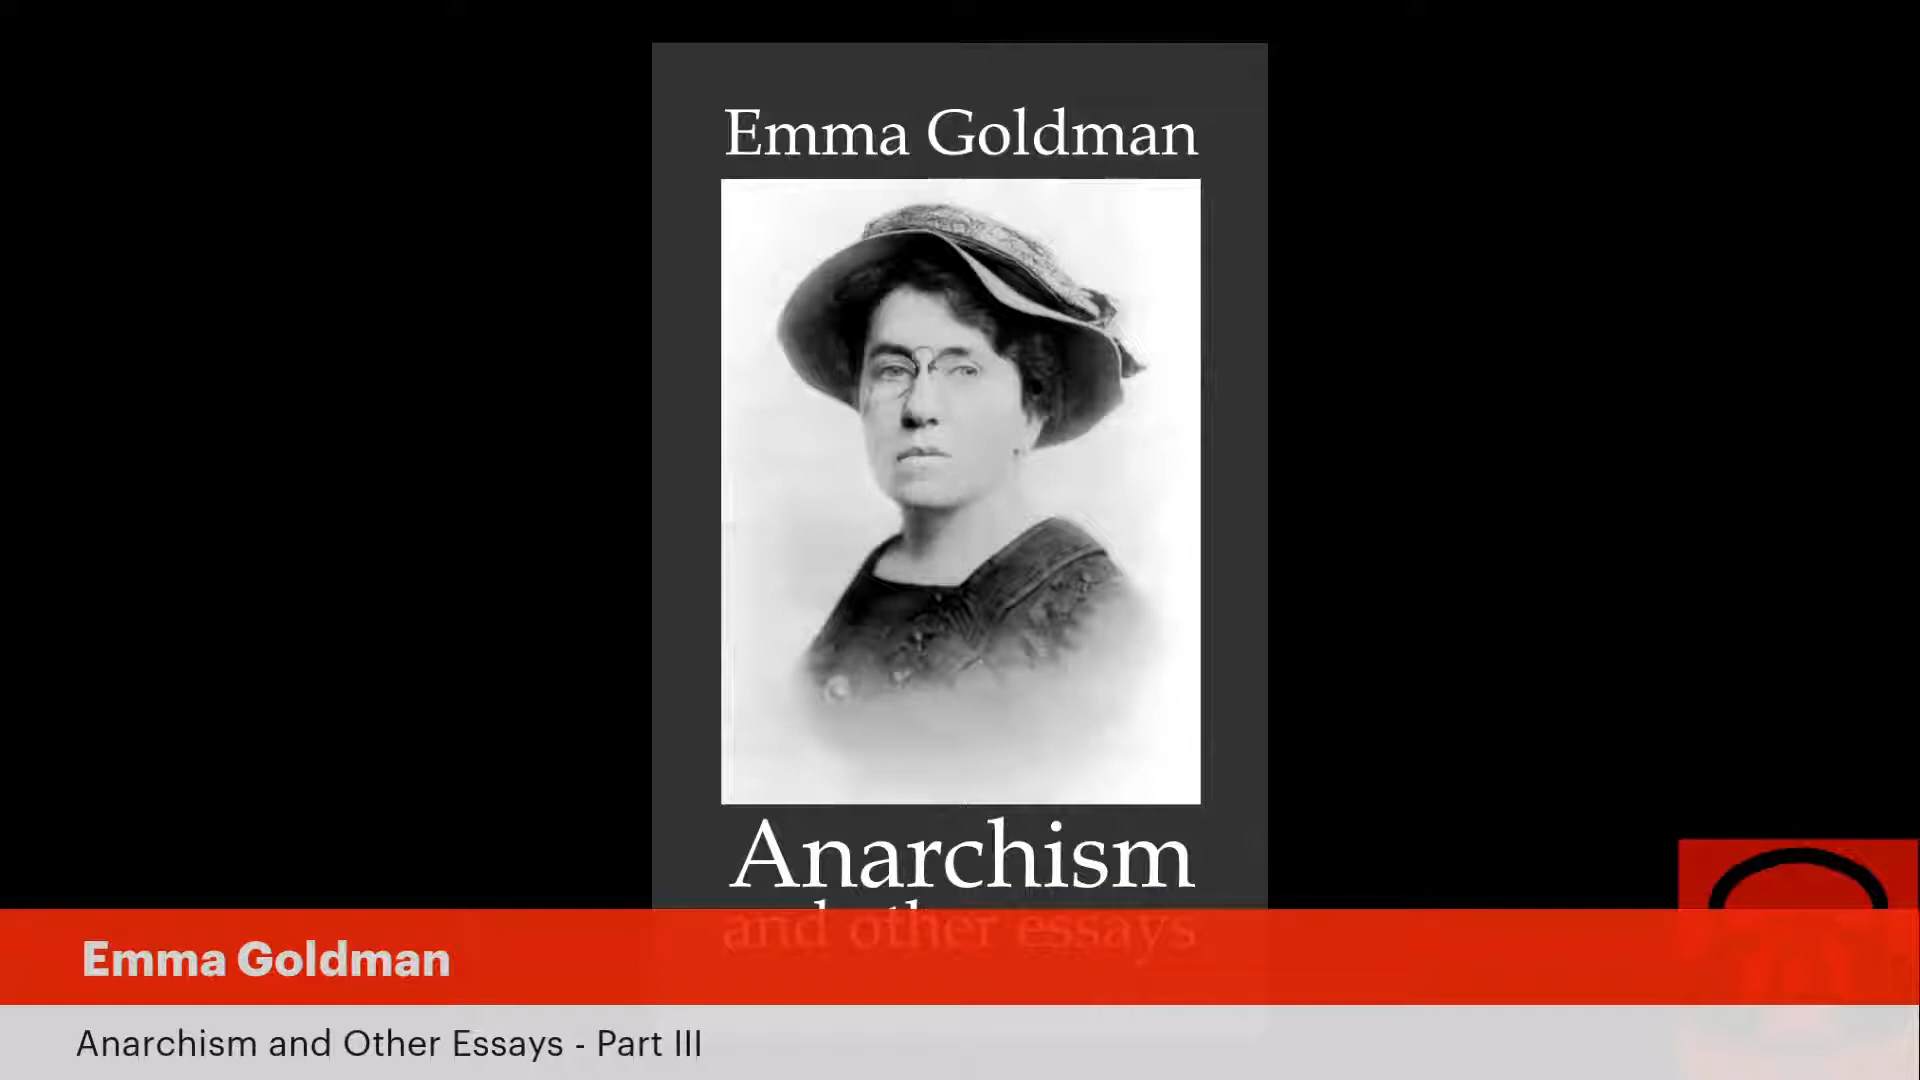 Emma Goldman
Anarchism
and other essays
Emma Goldman
Anarchism and Other Essays - Part III